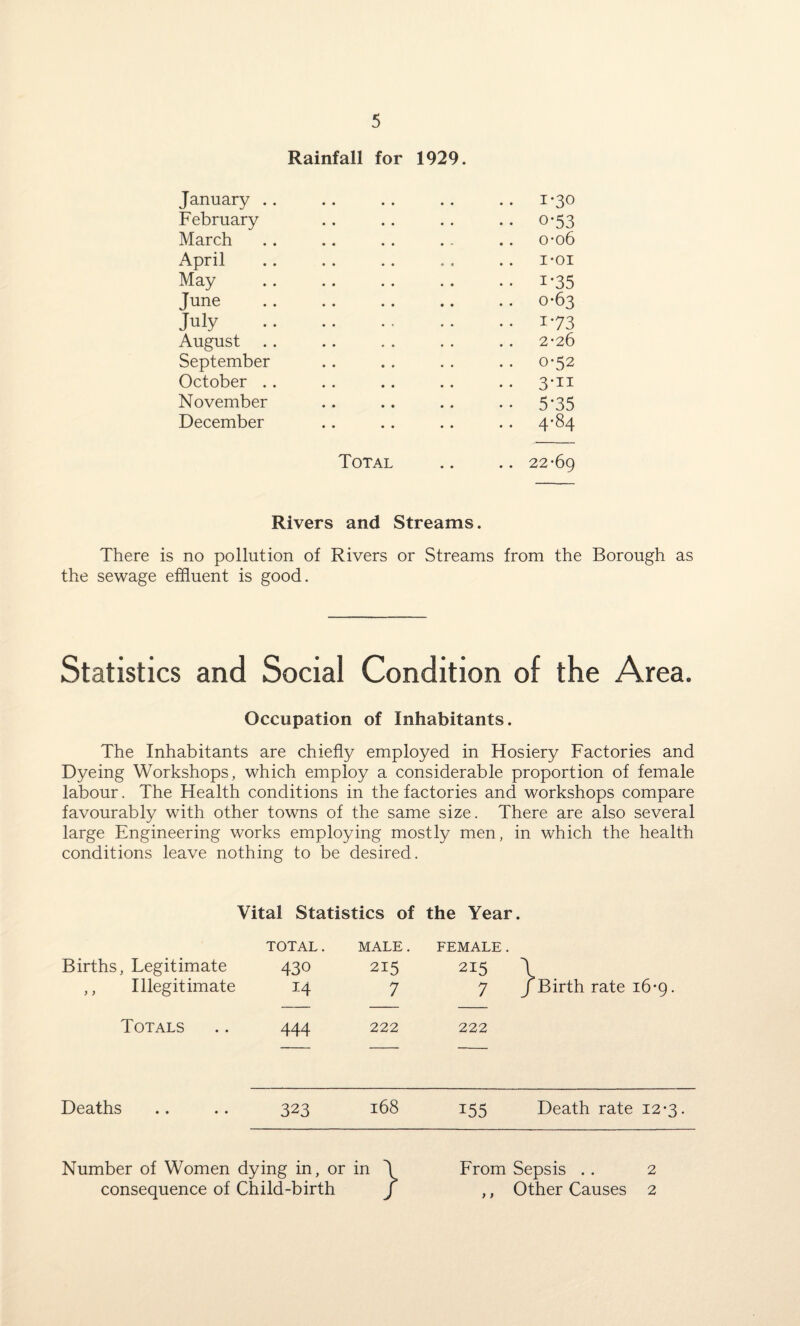 5
Rainfall for 1929.
January .. .. .. .. .. 1·30
February .. .. .. .. 0·53
March .. .. .. .. .. 0·06
April .. .. .. .. .. 1·01
May .. .. .. .. .. 1·35
June .. .. .. .. .. 0·63
July .. .. .. .. .. 1·73
August .. .. .. .. .. 2·26
September .. .. .. .. 0·52
October .. .. .. .. .. 3·11
November .. .. .. .. 5·35
December .. .. .. .. 4·84
Total .. .. 22·69
Rivers and Streams.
There is no pollution of Rivers or Streams from the Borough as
the sewage effluent is good.
Statistics and Social Condition of the Area.
Occupation of Inhabitants.
The Inhabitants are chiefly employed in Hosiery Factories and
Dyeing Workshops, which employ a considerable proportion of female
labour. The Health conditions in the factories and workshops compare
favourably with other towns of the same size. There are also several
large Engineering works employing mostly men, in which the health
conditions leave nothing to be desired.
Vital Statistics of the Year.
TOTAL. MALE. FEMALE.
Births, Legitimate 430 215 215 }
,, Illegitimate 14 7 7 } Birth rate 16·9.
Totals .. 444 222 222
Deaths .. .. 323 168 155 Death rate 12·3.
Number of Women dying in, or in } From Sepsis .. 2
consequence of Child-birth } ,, Other Causes 2